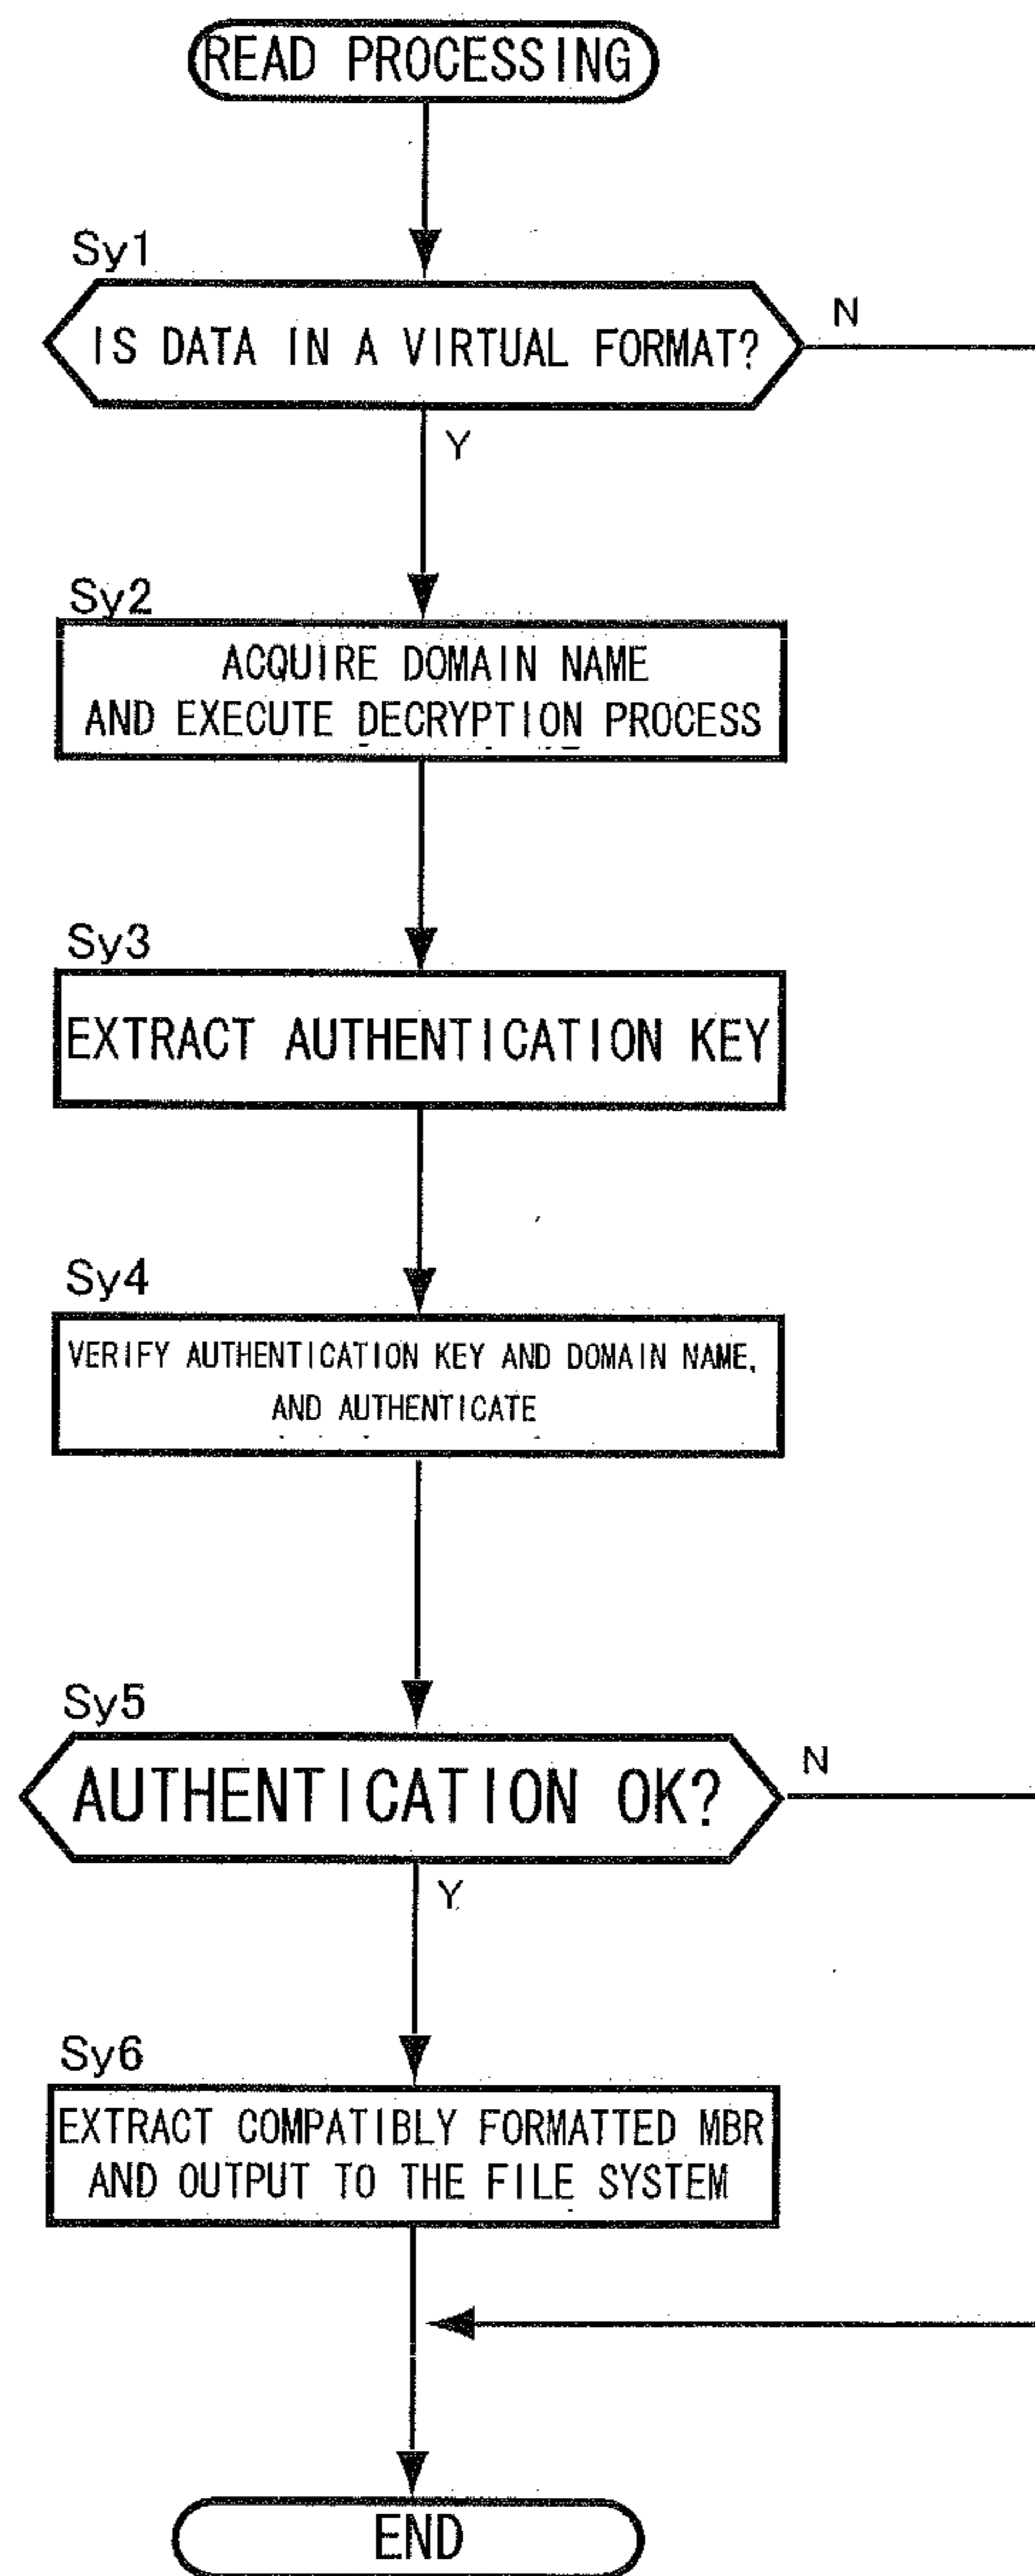 READ PROCESSING
Sy1
IS DATA IN A VIRTUAL FORMAT?
N
Y
Sy2
ACQUIRE DOMAIN NAME
AND EXECUTE DECRYPTION PROCESS
Sy3
EXTRACT AUTHENTICATION KEY
Sy4
VERIFY AUTHENTICATION KEY AND DOMAIN NAME,
AND AUTHENTICATE
Sy5
AUTHENTICATION OK?
N
Y
Sy6
EXTRACT COMPATIBLY FORMATTED MBR
AND OUTPUT TO THE FILE SYSTEM
END